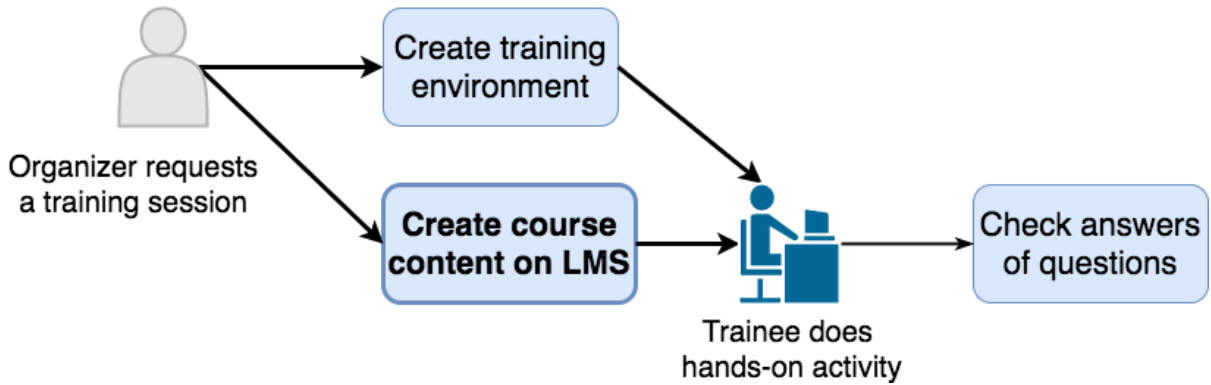 Organizer requests
a training session
Create training
environment
Create course
content on LMS
Trainee does
hands-on activity
Check answers
of questions